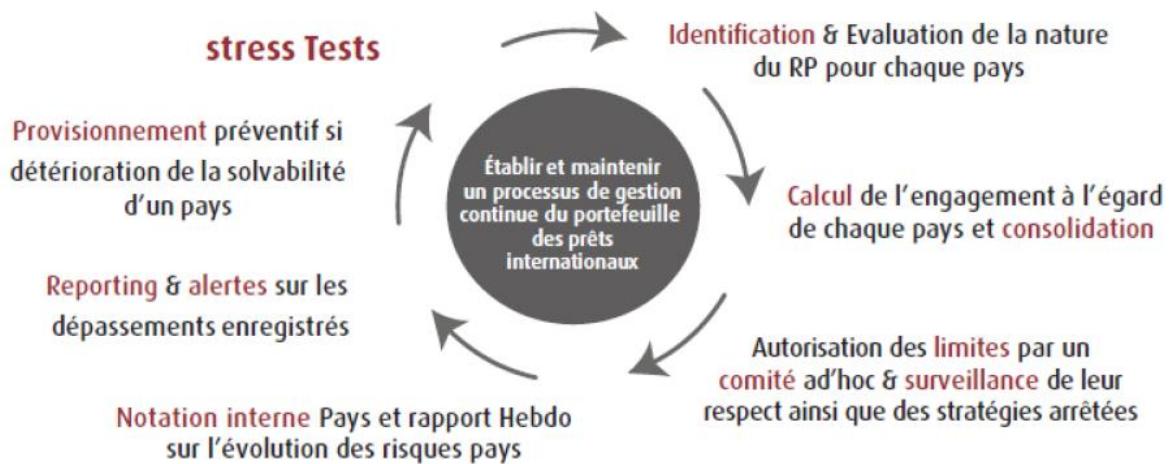 stress Tests
Identification & Evaluation de la nature
du RP pour chaque pays
Calcul de l'engagement à l'égard
de chaque pays et consolidation
Autorisation des limites par un
comité ad'hoc & surveillance de leur
respect ainsi que des stratégies arrêtées
Notation interne Pays et rapport Hebdo
sur l'évolution des risques pays
Reporting & alertes sur les
dépassements enregistrés
Provisionnement préventif si
détérioration de la solvabilité
d'un pays
Établir et maintenir
un processus de gestion
continue du portefeuille
des prêts
internationaux